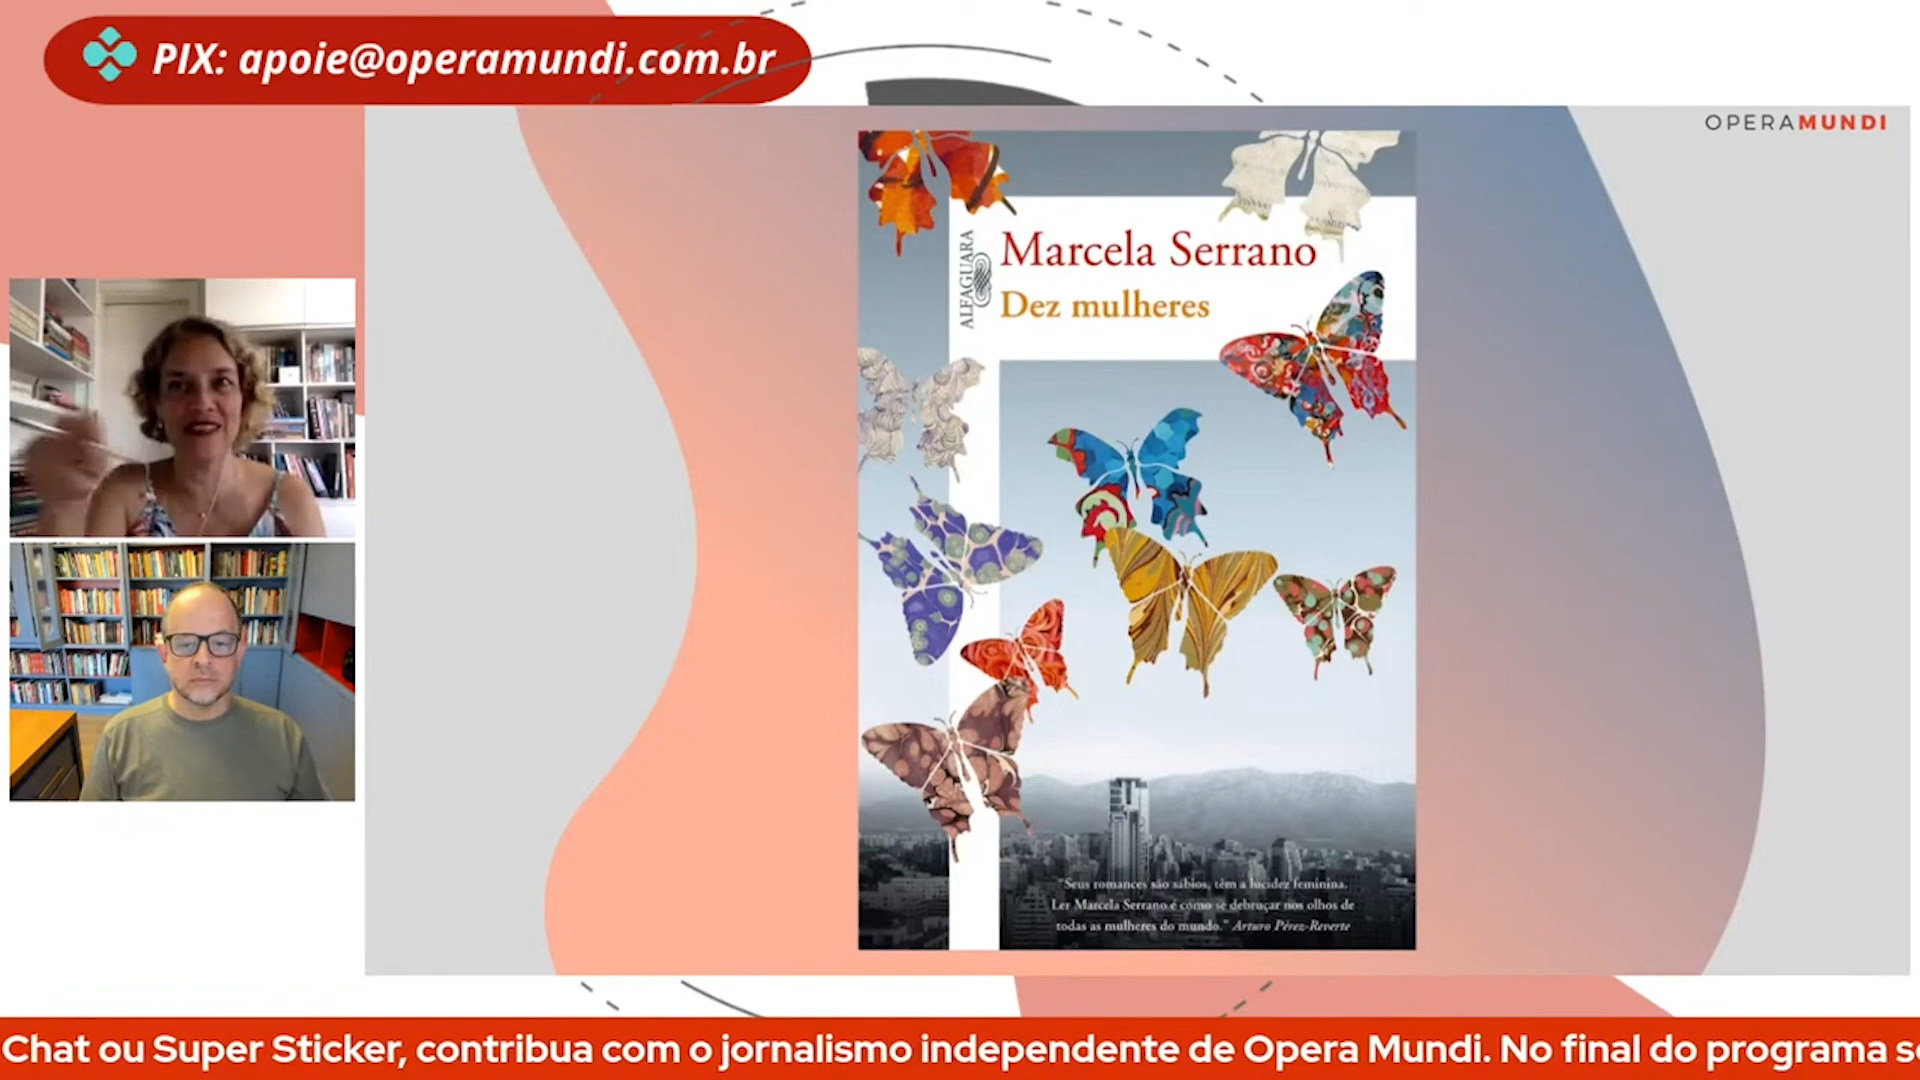 PIX: apoie@operamundi.com.br
OPERAMUNDI
ALFAGUARA
Marcela Serrano
Dez mulheres
"Seus romances são sábios, têm a lucidez feminina.
Ler Marcela Serrano é como se debruçar nos olhos de
todas as mulheres do mundo." Arturo Pérez-Reverte
Chat ou Super Sticker, contribua com o jornalismo independente de Opera Mundi. No final do programa s